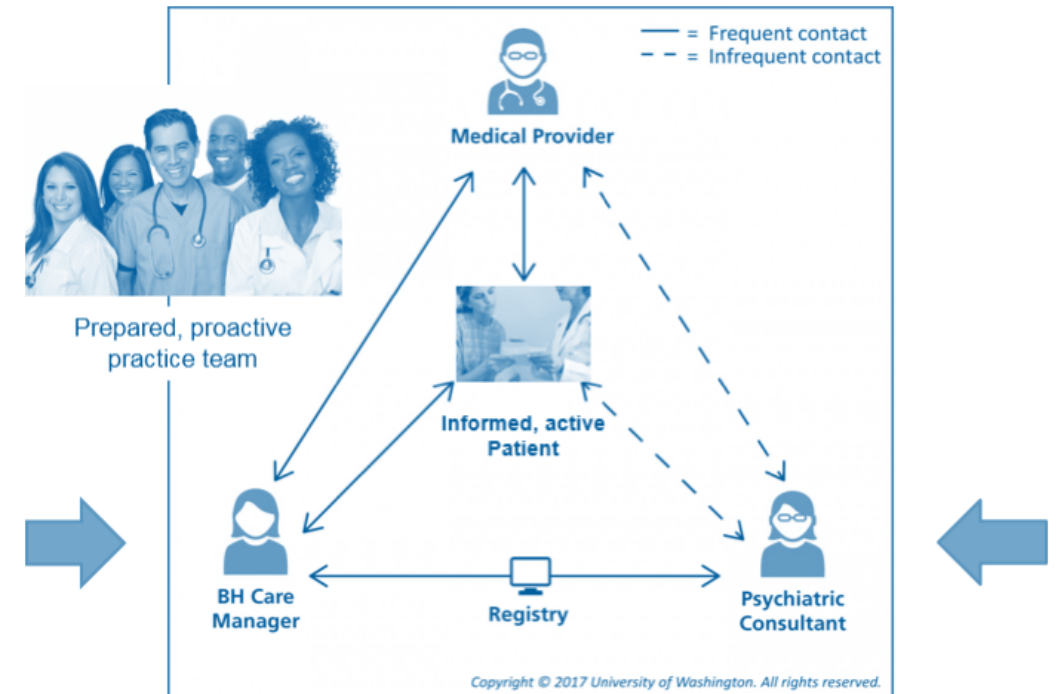 = Frequent contact
= Infrequent contact
Medical Provider
Prepared, proactive
practice team
Informed, active
Patient
BH Care
Manager
Registry
Psychiatric
Consultant
Copyright © 2017 University of Washington. All rights reserved.